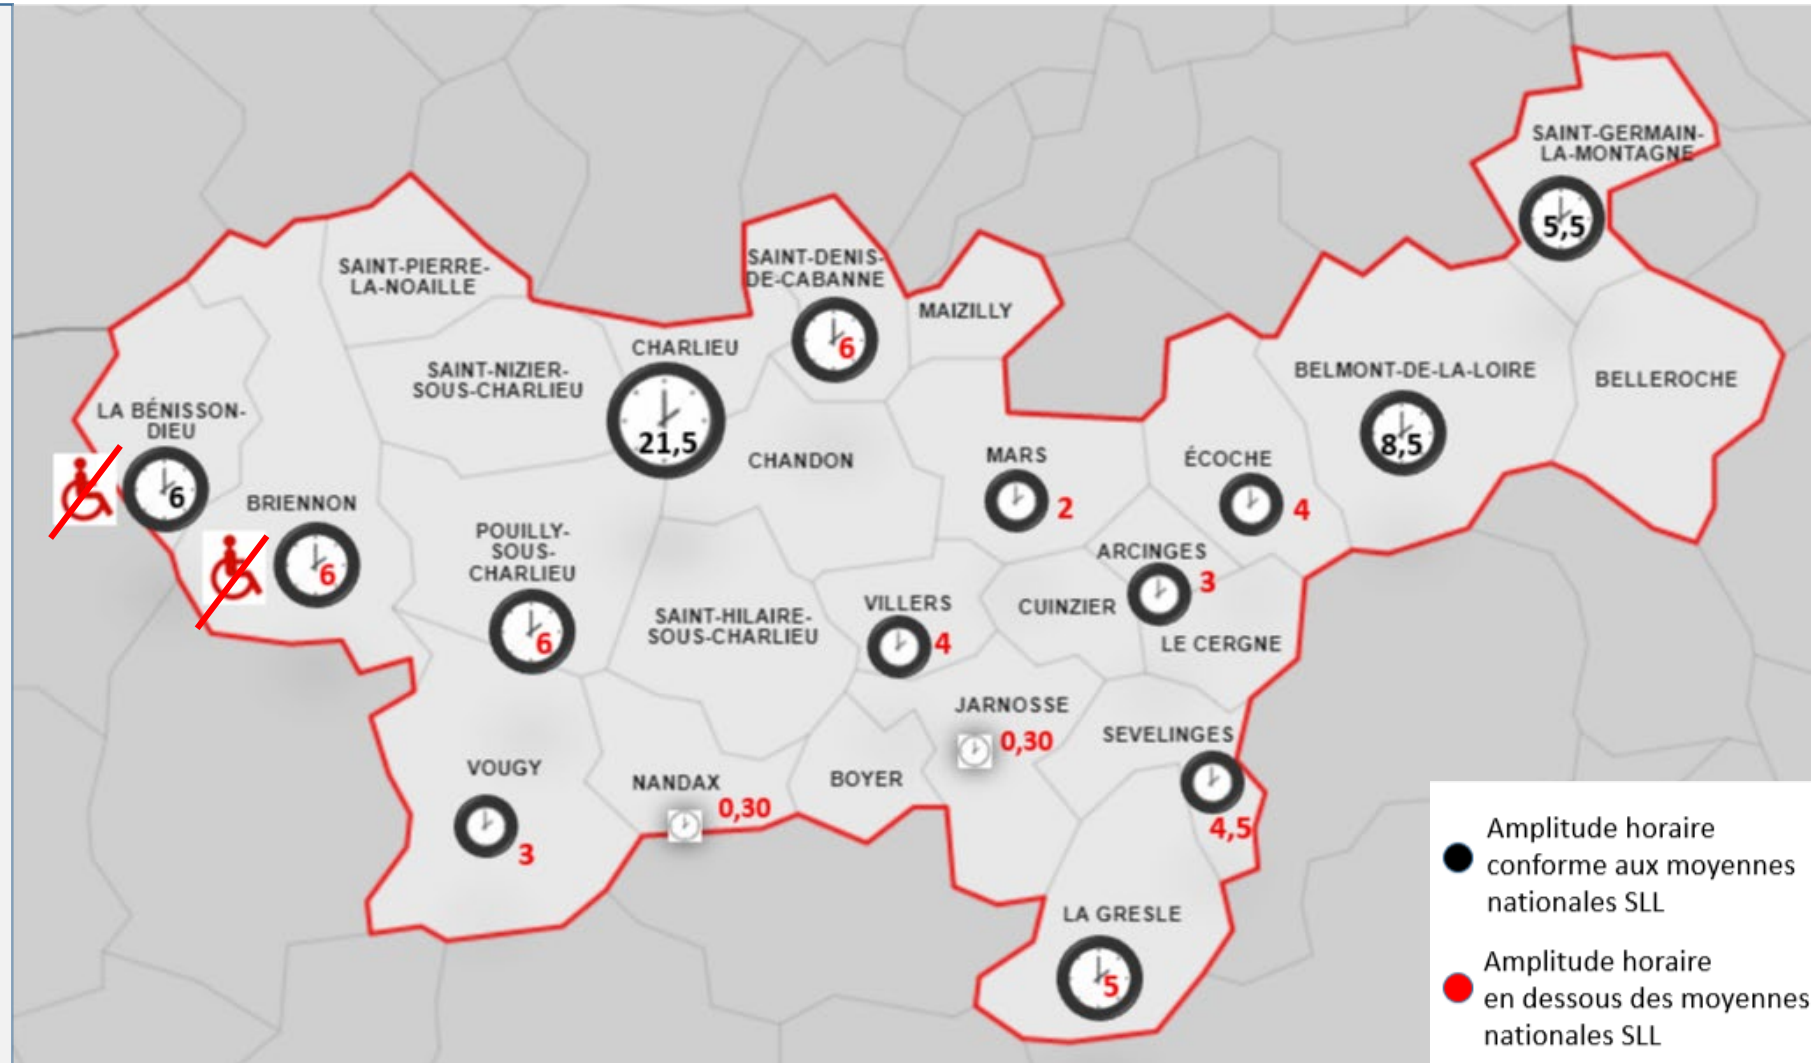 SAINT-GERMAIN-
LA-MONTAGNE
5,5
SAINT-PIERRE-
LA-NOAILLE
SAINT-DENIS-
DE-CABANNE
6
MAIZILLY
CHARLIEU
21,5
SAINT-NIZIER-
SOUS-CHARLIEU
BELMONT-DE-LA-LOIRE
8,5
BELLEROCHE
LA BÉNISSON-
DIEU
6
CHANDON
MARS
2
ÉCOCHE
4
BRIENNON
6
POUILLY-
SOUS-
CHARLIEU
6
ARCINGES
3
SAINT-HILAIRE-
SOUS-CHARLIEU
VILLERS
4
CUINZIER
LE CERGNE
JARNOSSE
0,30
SEVELINGES
4,5
VOUGY
3
NANDAX
0,30
BOYER
LA GRESLE
5
Amplitude horaire
conforme aux moyennes
nationales SLL
Amplitude horaire
en dessous des moyennes
nationales SLL